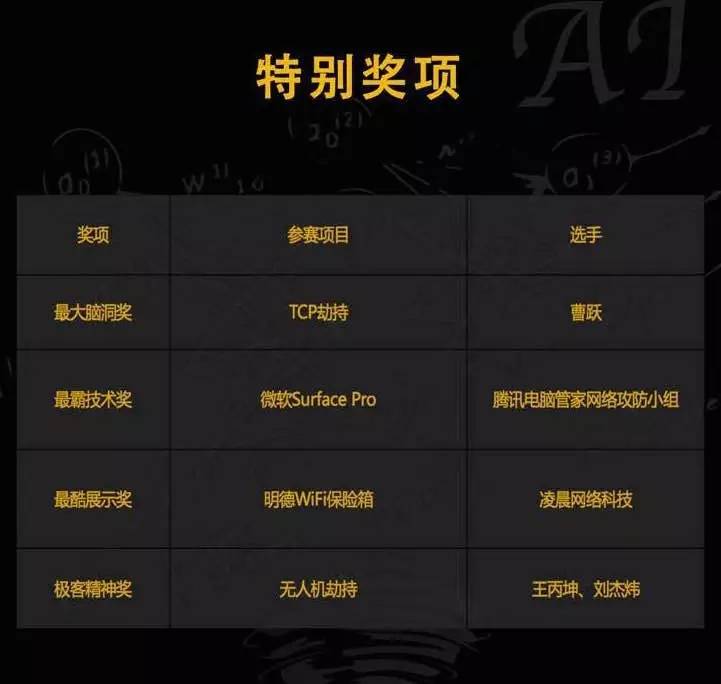 AI
特别奖项
奖项 参赛项目 选手
最大脑洞奖 TCP劫持 曹跃
最霸技术奖 微软Surface Pro 腾讯电脑管家网络攻防小组
最酷展示奖 明德WiFi保险箱 凌晨网络科技
极客精神奖 无人机劫持 王丙坤、刘杰炜